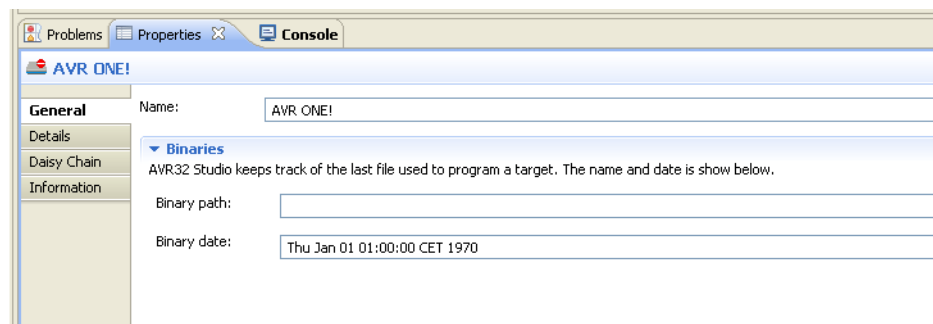 Problems Properties Console
AVR ONE!
General
Name: AVR ONE!
Details
Binaries
Daisy Chain
AVR32 Studio keeps track of the last file used to program a target. The name and date is show below.
Information
Binary path:
Binary date: Thu Jan 01 01:00:00 CET 1970